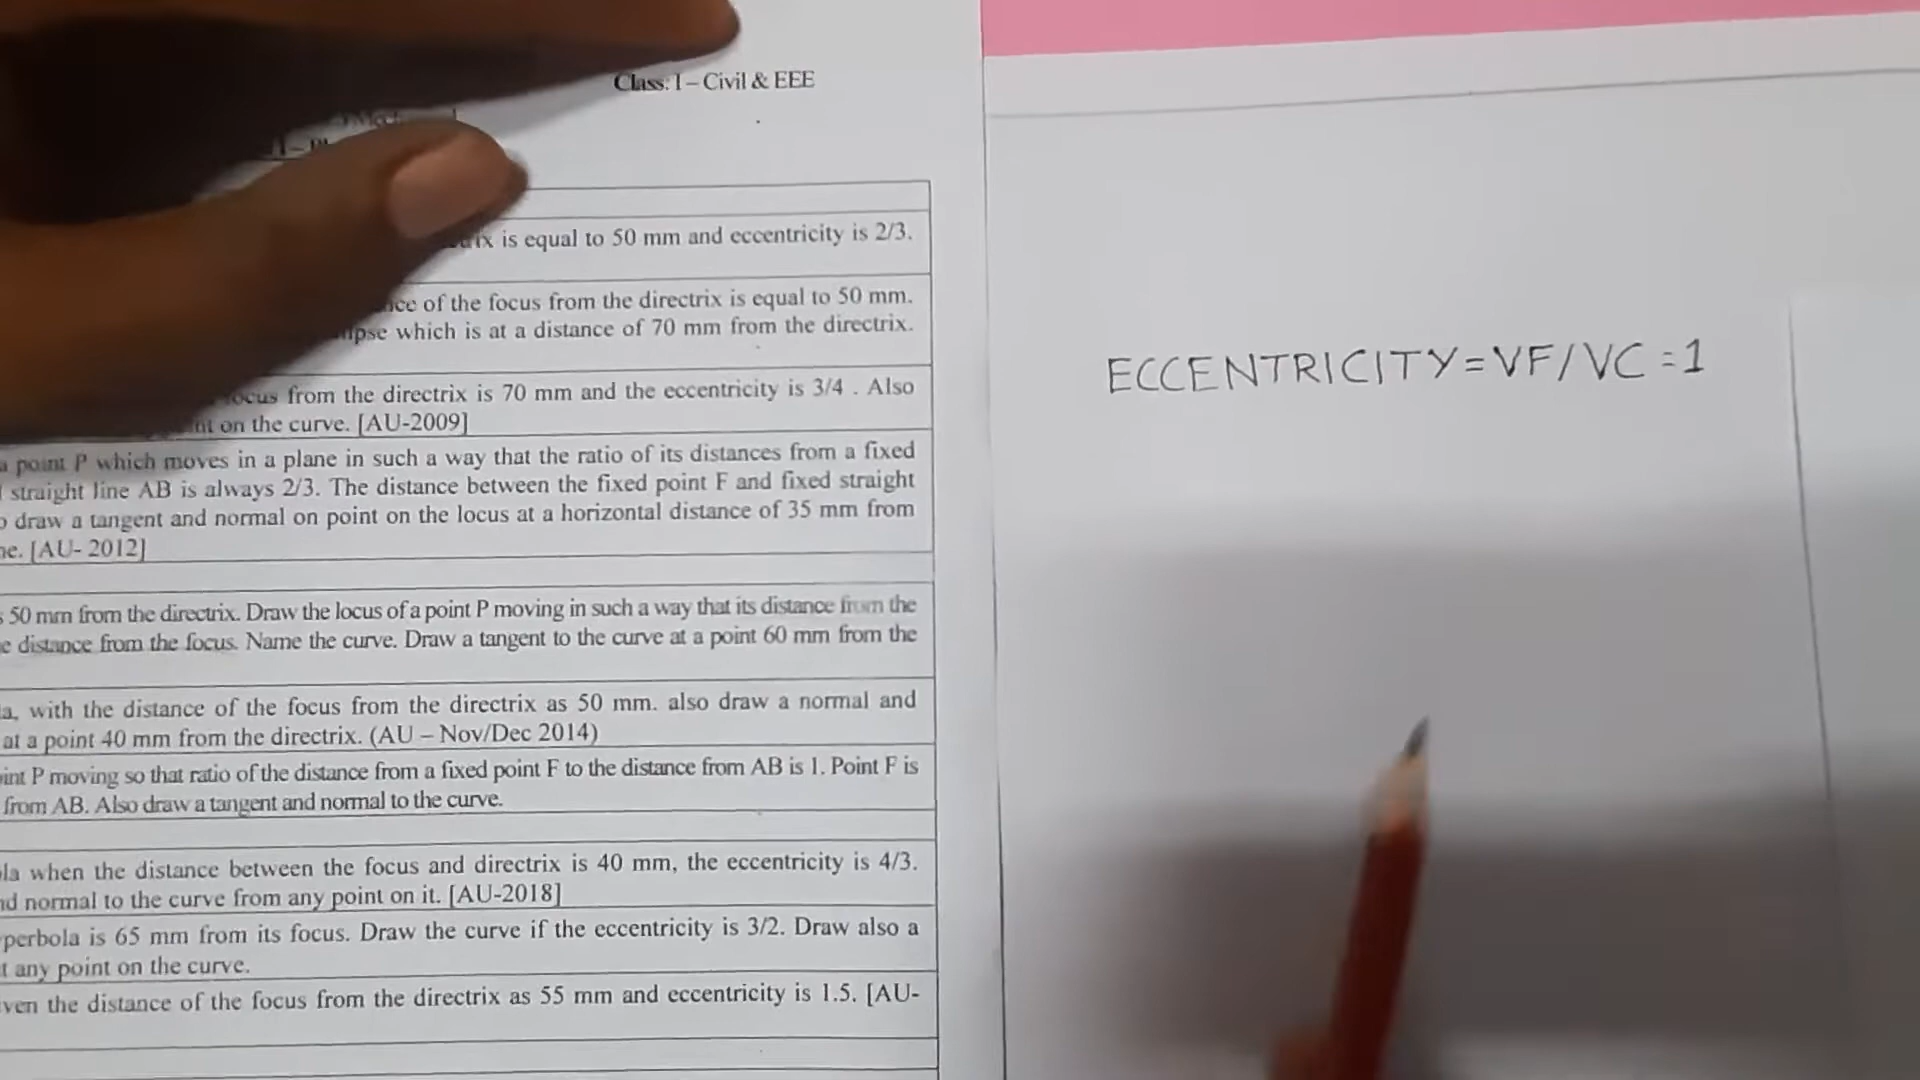 Class: I – Civil & EEE
is equal to 50 mm and eccentricity is 2/3.
of the focus from the directrix is equal to 50 mm.
which is at a distance of 70 mm from the directrix.
from the directrix is 70 mm and the eccentricity is 3/4 . Also
on the curve. [AU-2009]
a point P which moves in a plane in such a way that the ratio of its distances from a fixed
straight line AB is always 2/3. The distance between the fixed point F and fixed straight
draw a tangent and normal on point on the locus at a horizontal distance of 35 mm from
[AU- 2012]
50 mm from the directrix. Draw the locus of a point P moving in such a way that its distance from the
distance from the focus. Name the curve. Draw a tangent to the curve at a point 60 mm from the
with the distance of the focus from the directrix as 50 mm. also draw a normal and
at a point 40 mm from the directrix. (AU – Nov/Dec 2014)
P moving so that ratio of the distance from a fixed point F to the distance from AB is 1. Point F is
from AB. Also draw a tangent and normal to the curve.
when the distance between the focus and directrix is 40 mm, the eccentricity is 4/3.
normal to the curve from any point on it. [AU-2018]
is 65 mm from its focus. Draw the curve if the eccentricity is 3/2. Draw also a
any point on the curve.
the distance of the focus from the directrix as 55 mm and eccentricity is 1.5. [AU-
ECCENTRICITY=VF/VC =1